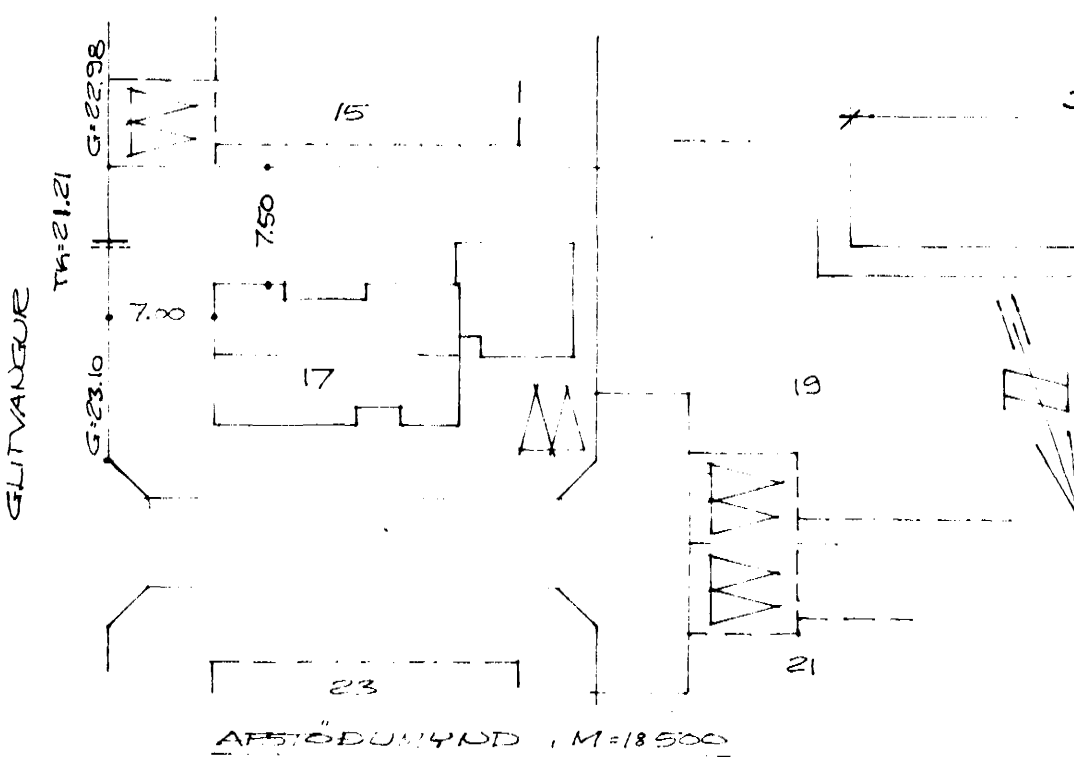 G=22.98
15
TK=21.21
7.50
7.00
GLITVANGUR
G=23.10
17
19
21
23
AFSTÖÐUMYND , M=1:500